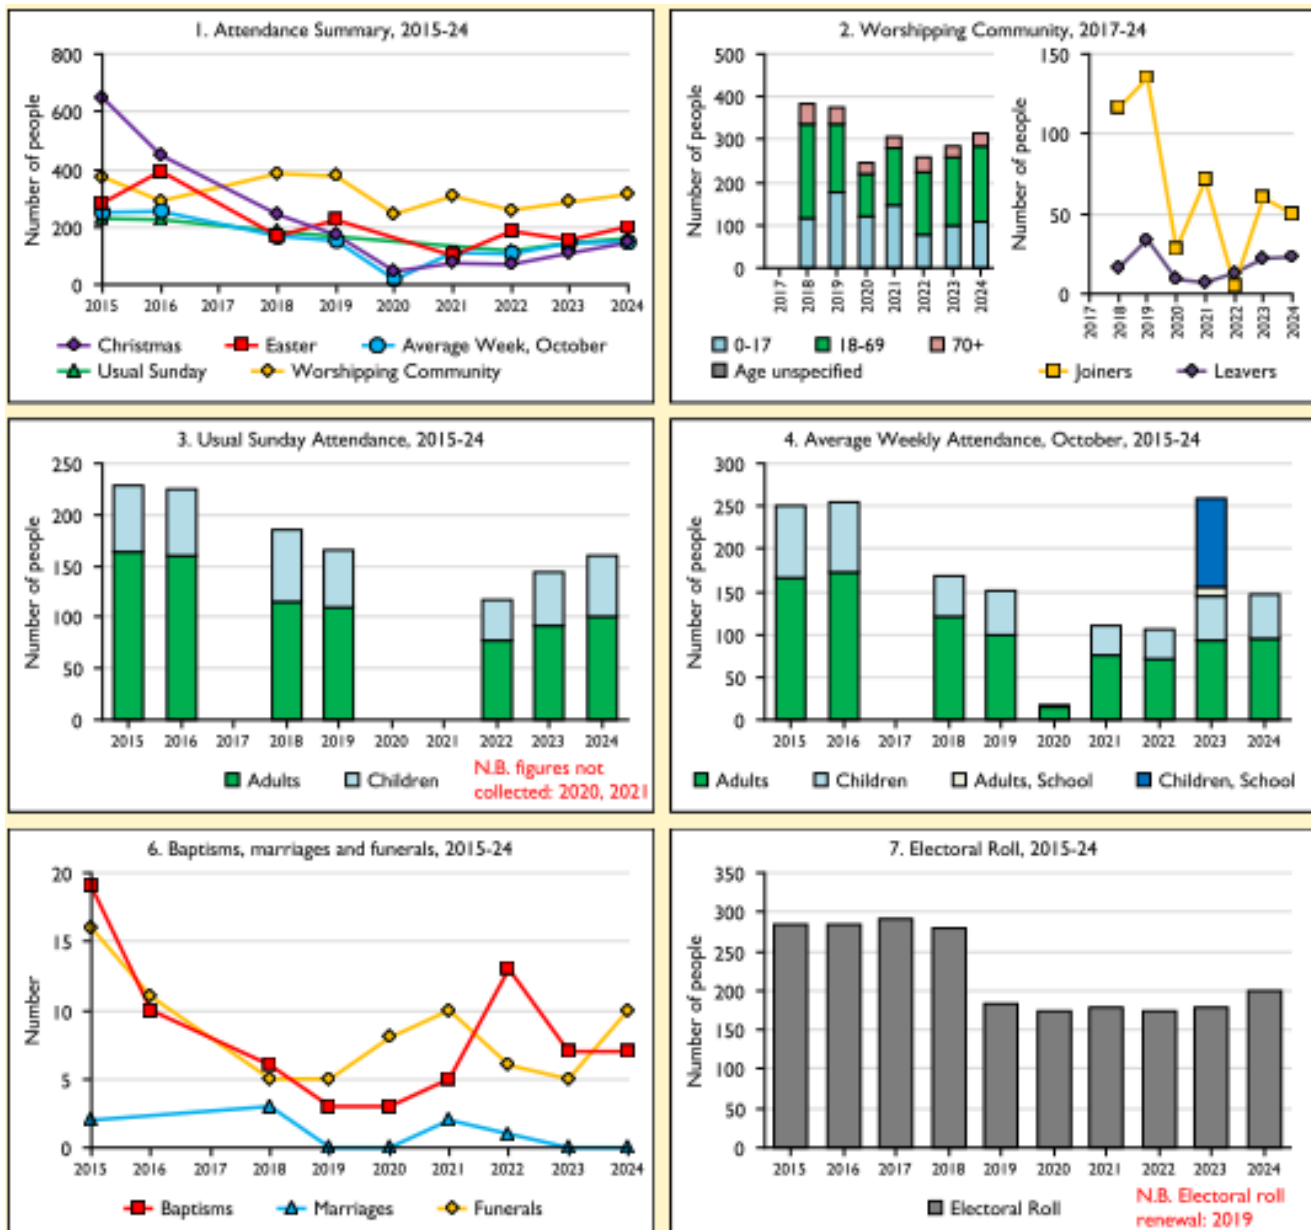 1. Attendance Summary, 2015-24
Number of people
800
600
400
200
0
2015 2016 2017 2018 2019 2020 2021 2022 2023 2024
Christmas Easter Average Week, October
Usual Sunday Worshipping Community
2. Worshipping Community, 2017-24
Number of people
500
400
300
200
100
0
2017 2018 2019 2020 2021 2022 2023 2024
0-17 18-69 70+
Age unspecified
Number of people
150
100
50
0
2017 2018 2019 2020 2021 2022 2023 2024
Joiners Leavers
3. Usual Sunday Attendance, 2015-24
Number of people
250
200
150
100
50
0
2015 2016 2017 2018 2019 2020 2021 2022 2023 2024
Adults Children
N.B. figures not
collected: 2020, 2021
4. Average Weekly Attendance, October, 2015-24
Number of people
300
250
200
150
100
50
0
2015 2016 2017 2018 2019 2020 2021 2022 2023 2024
Adults Children Adults, School Children, School
6. Baptisms, marriages and funerals, 2015-24
Number
20
15
10
5
0
2015 2016 2017 2018 2019 2020 2021 2022 2023 2024
Baptisms Marriages Funerals
7. Electoral Roll, 2015-24
Number of people
350
300
250
200
150
100
50
0
2015 2016 2017 2018 2019 2020 2021 2022 2023 2024
Electoral Roll
N.B. Electoral roll
renewal: 2019